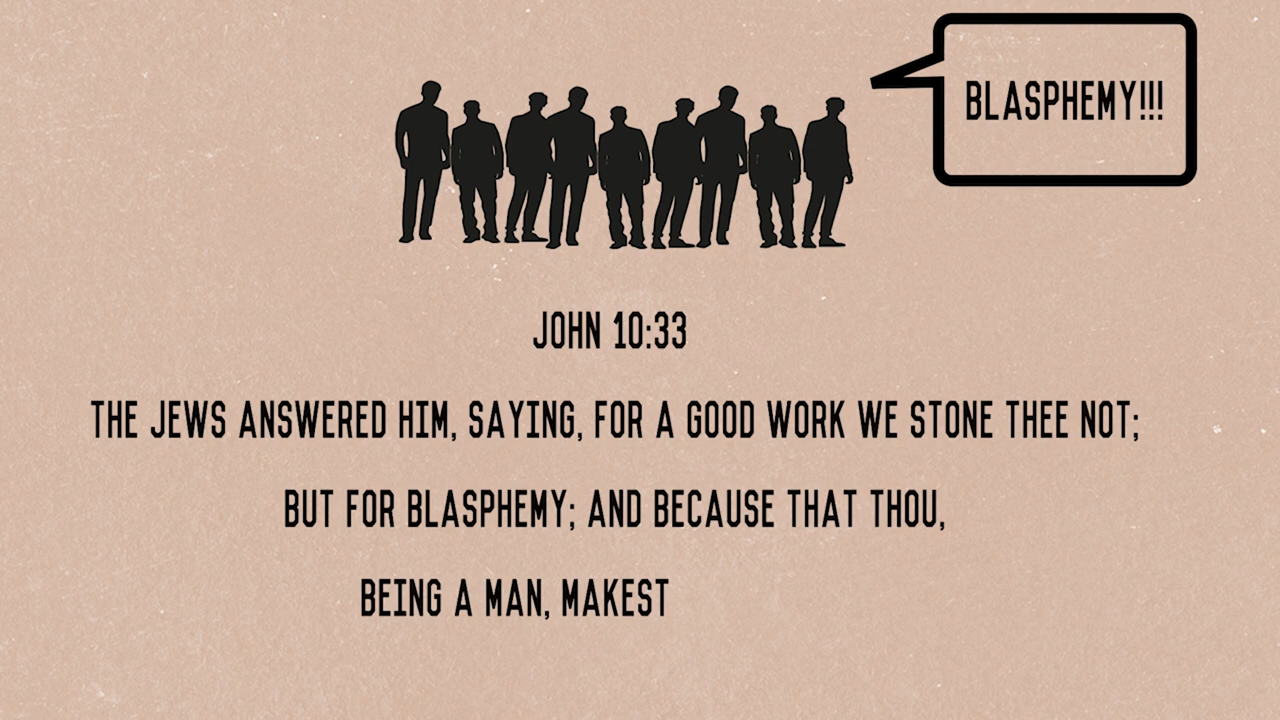 BLASPHEMY!!!
JOHN 10:33
THE JEWS ANSWERED HIM, SAYING, FOR A GOOD WORK WE STONE THEE NOT;
BUT FOR BLASPHEMY; AND BECAUSE THAT THOU,
BEING A MAN, MAKEST